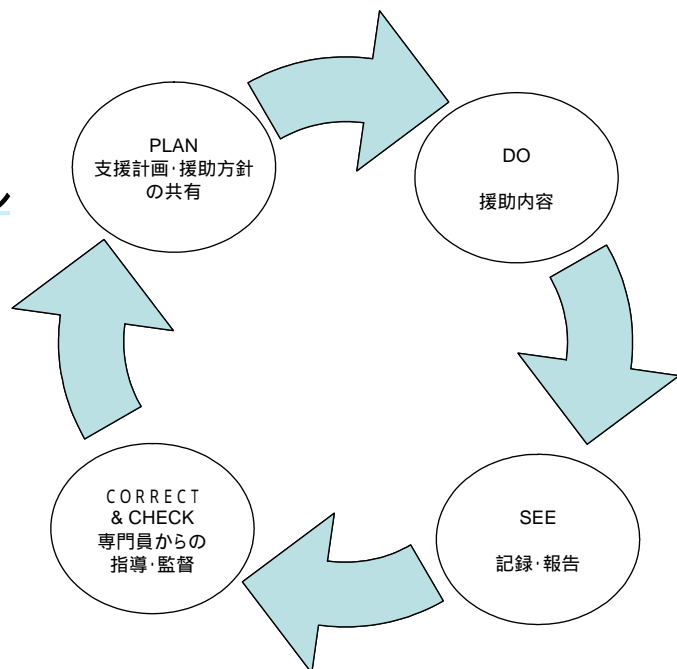 PLAN
支援計画・援助方針
の共有
DO
援助内容
CORRECT
& CHECK
専門員からの
指導・監督
SEE
記録・報告